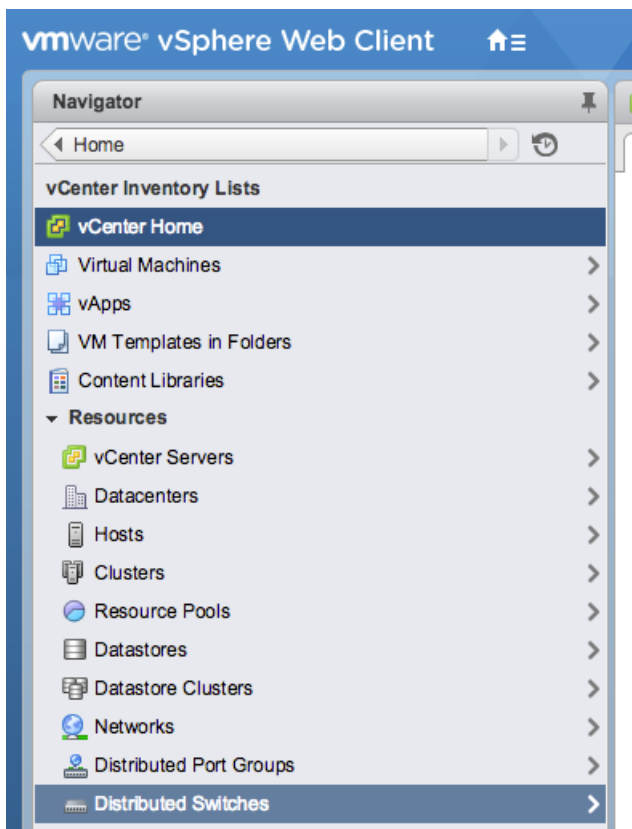 vmware® vSphere Web Client
Navigator
Home
vCenter Inventory Lists
vCenter Home
Virtual Machines
vApps
VM Templates in Folders
Content Libraries
Resources
vCenter Servers
Datacenters
Hosts
Clusters
Resource Pools
Datastores
Datastore Clusters
Networks
Distributed Port Groups
Distributed Switches